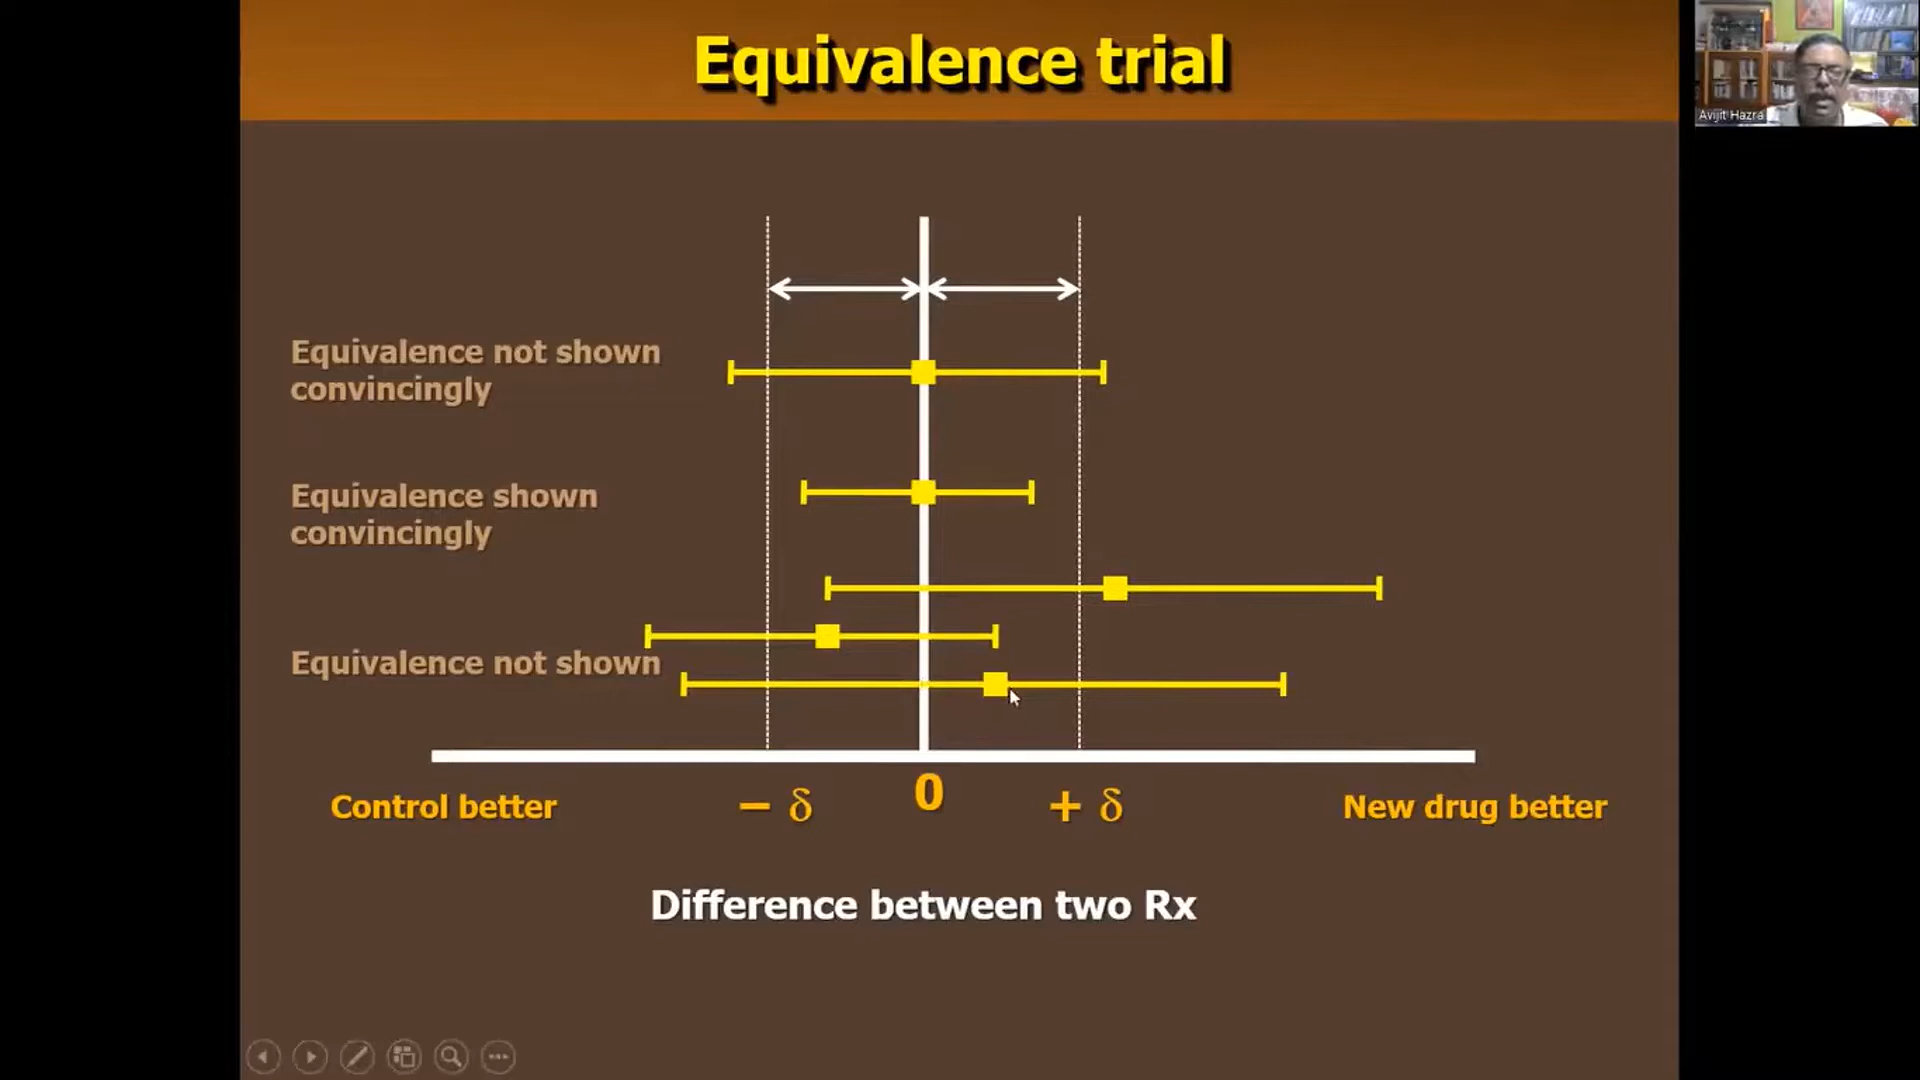 Equivalence trial
Avijit Hazra
Equivalence not shown
convincingly
Equivalence shown
convincingly
Equivalence not shown
Control better
− δ
0
+ δ
New drug better
Difference between two Rx